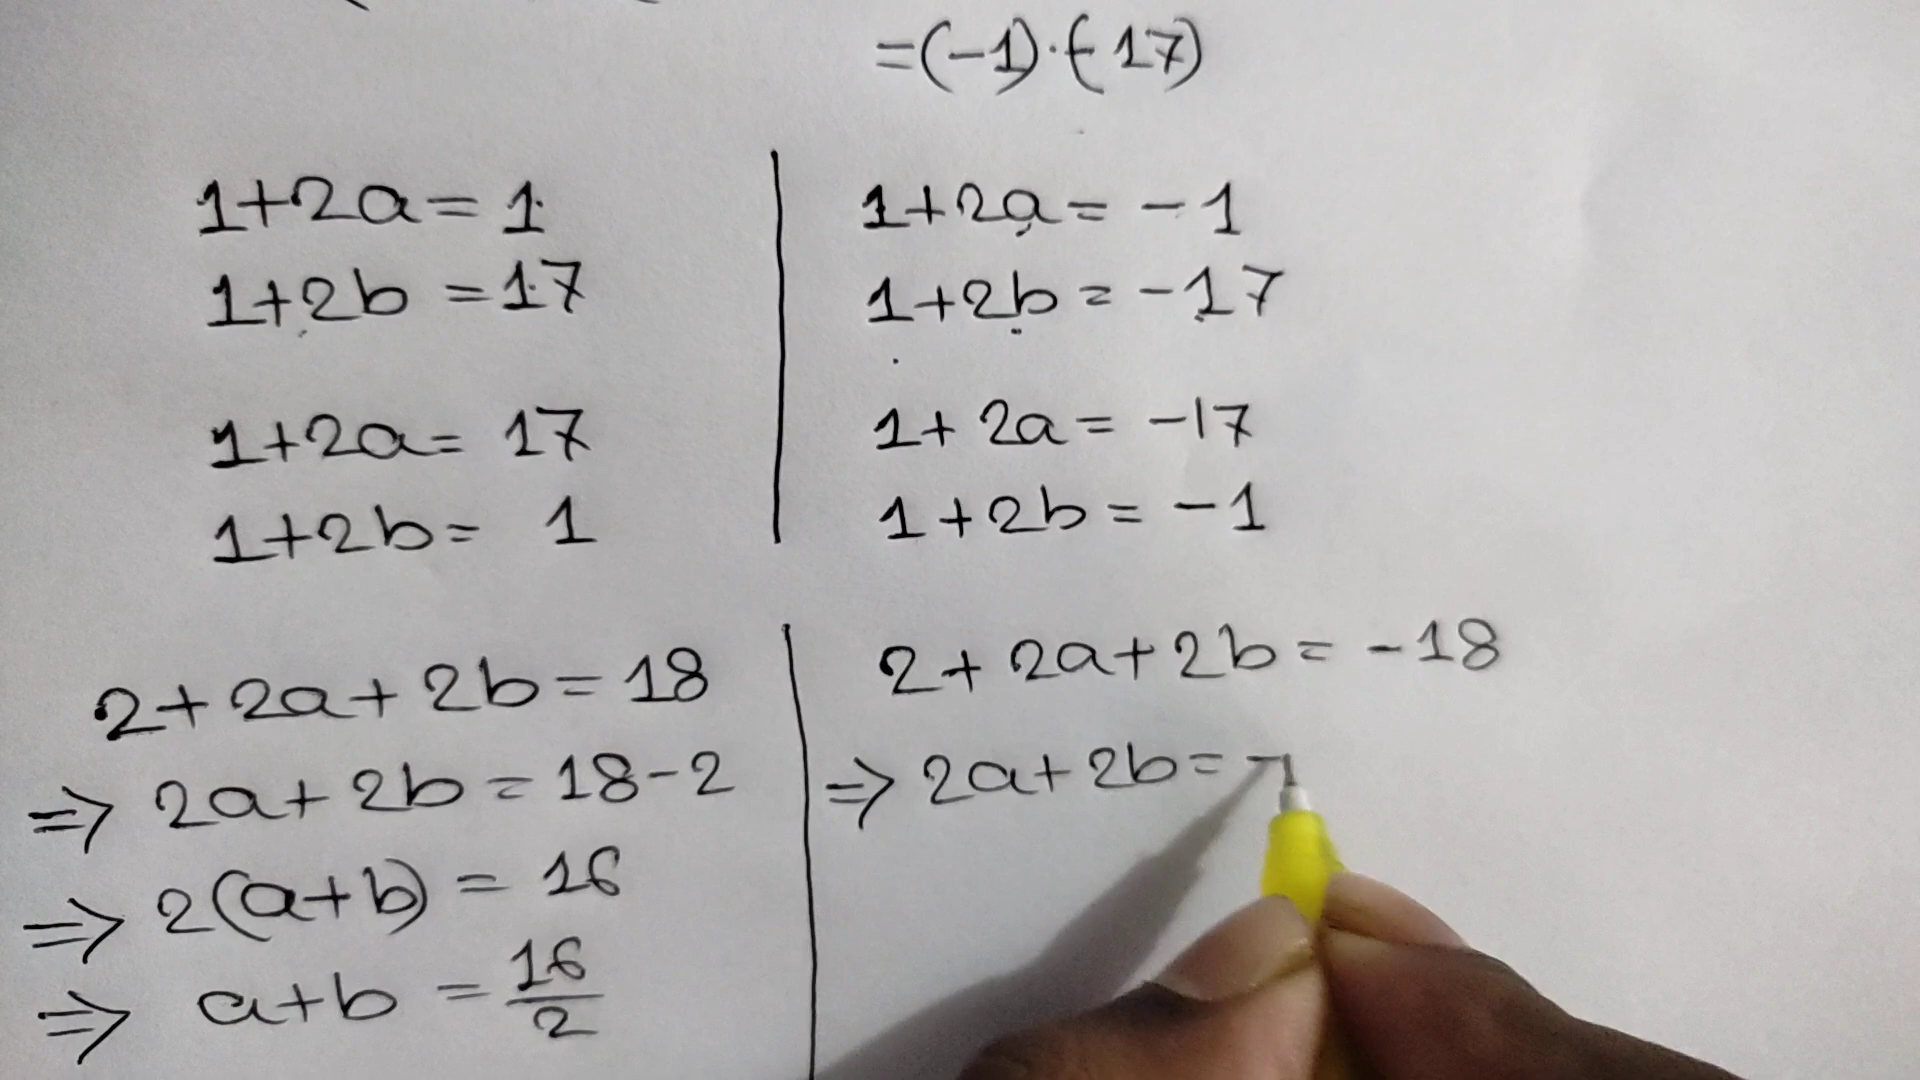 =(-1)·(-17)
1+2a=1
1+2b=17
1+2a=17
1+2b=1
1+2a=-1
1+2b=-17
1+2a=-17
1+2b=-1
2+2a+2b=18
⇒ 2a+2b=18-2
⇒ 2(a+b)=16
⇒ a+b=16/2
2+2a+2b=-18
⇒ 2a+2b=-1